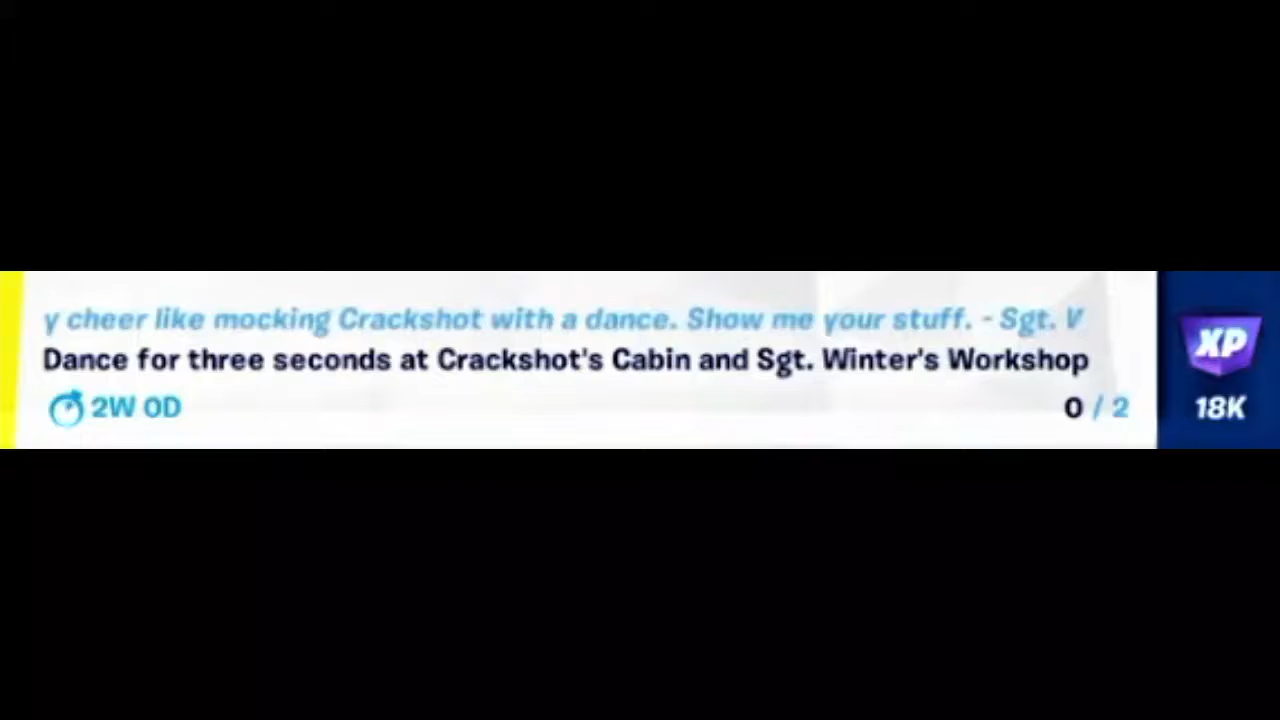 y cheer like mocking Crackshot with a dance. Show me your stuff. - Sgt. V
Dance for three seconds at Crackshot's Cabin and Sgt. Winter's Workshop
2W 0D
0 / 2
XP
18K